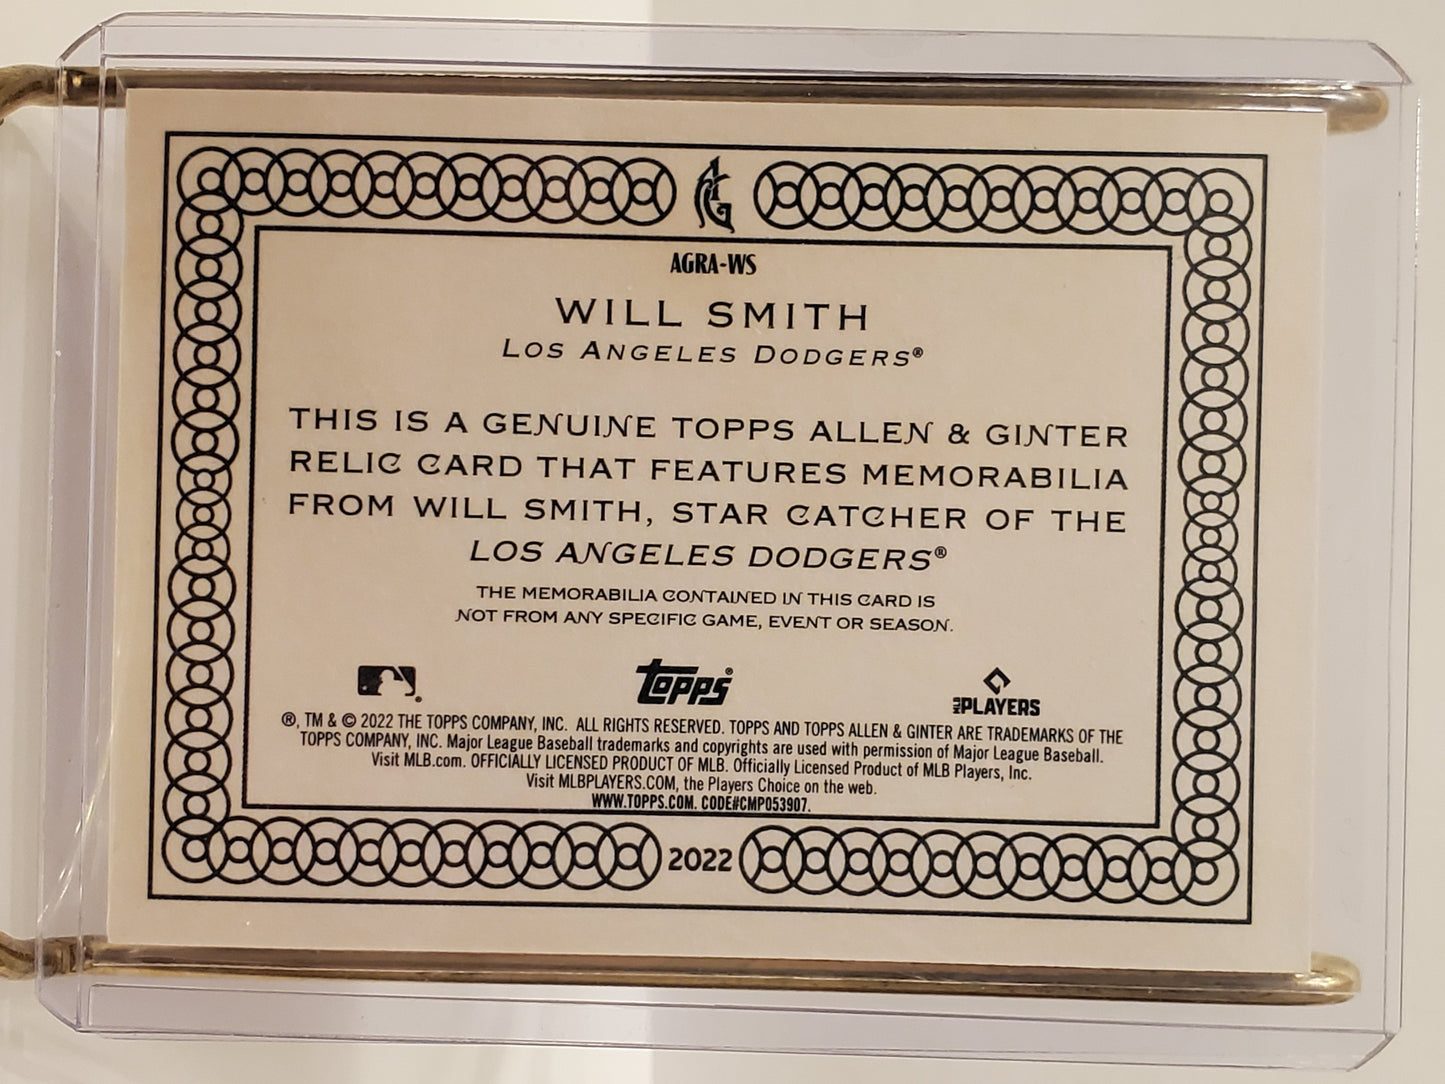 AG
AGRA-WS
WILL SMITH
LOS ANGELES DODGERS®
THIS IS A GENUINE TOPPS ALLEN & GINTER
RELIC CARD THAT FEATURES MEMORABILIA
FROM WILL SMITH, STAR CATCHER OF THE
LOS ANGELES DODGERS®
THE MEMORABILIA CONTAINED IN THIS CARD IS
NOT FROM ANY SPECIFIC GAME, EVENT OR SEASON.
topps®
MLB PLAYERS
®, TM & © 2022 THE TOPPS COMPANY, INC. ALL RIGHTS RESERVED. TOPPS AND TOPPS ALLEN & GINTER ARE TRADEMARKS OF THE
TOPPS COMPANY, INC. Major League Baseball trademarks and copyrights are used with permission of Major League Baseball.
Visit MLB.com. OFFICIALLY LICENSED PRODUCT OF MLB. Officially Licensed Product of MLB Players, Inc.
Visit MLBPLAYERS.COM, the Players Choice on the web.
WWW.TOPPS.COM. CODE#CMP053907.
2022